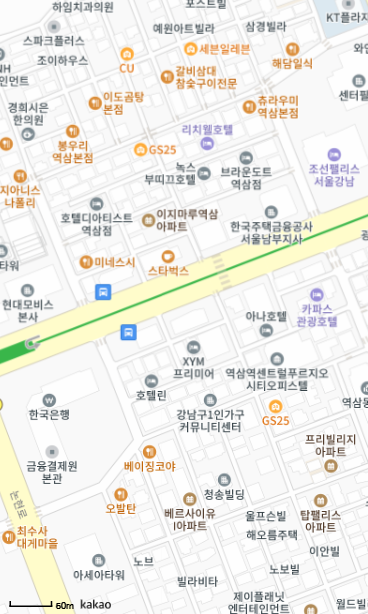 하임치과의원
포스트빌
예원아트빌라
삼경빌라
KT플라자
스파크플러스
세븐일레븐
CU
조이하우스
해담일식
와인
NH
인먼트
갈비삼대
참숯구이전문
센터필
이도곰탕
본점
츄라우미
역삼본점
경희시은
한의원
봉우리
역삼본점
리치웰호텔
GS25
녹스
부띠끄호텔
브라운도트
역삼점
조선팰리스
서울강남
지아니스
나폴리
호텔디아티스트
역삼점
이지마루역삼
아파트
한국주택금융공사
서울남부지사
타워
미네스시
스타벅스
현대모비스
본사
카파스
관광호텔
아나호텔
XYM
프리미어
역삼역센트럴푸르지오
시티오피스텔
호텔린
한국은행
강남구1인가구
커뮤니티센터
GS25
역삼동
프리빌리지
아파트
금융결제원
본관
베이징코야
논현로
오발탄
청송빌딩
베르사이유
I아파트
울프슨빌
탑팰리스
아파트
최수사
대게마을
해오름주택
이안빌
노브
아세아타워
노보빌
빌라비타
제이플래닛
엔터테인먼트
월드빌
60m kakao